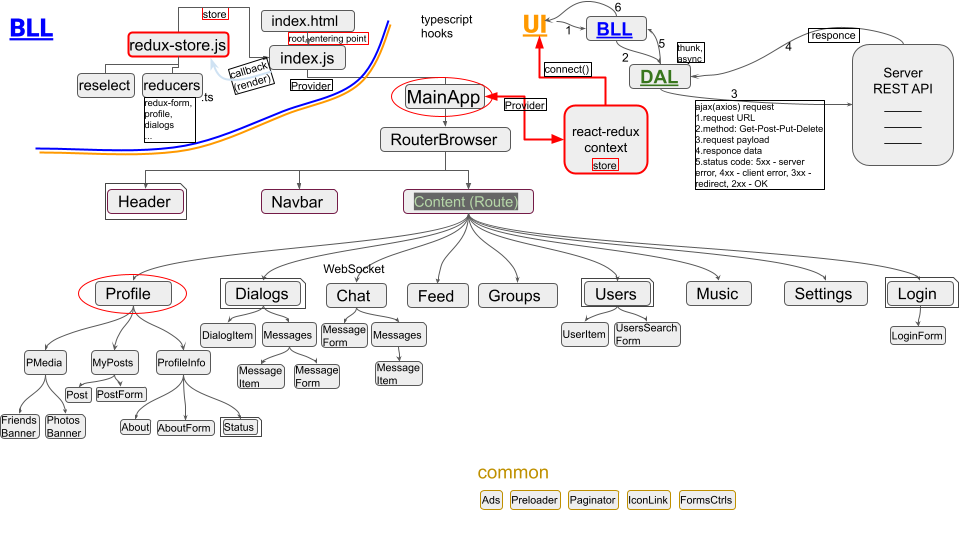 BLL
store
redux-store.js
reselect
reducers
.ts
redux-form,
profile,
dialogs
...
index.html
root, entering point
index.js
callback
(render)
Provider
typescript
hooks
MainApp
Provider
RouterBrowser
UI
BLL
DAL
1
6
2
5
thunk,
async
4
responce
3
connect()
react-redux
context
store
ajax(axios) request
1.request URL
2.method: Get-Post-Put-Delete
3.request payload
4.responce data
5.status code: 5xx - server
error, 4xx - client error, 3xx -
redirect, 2xx - OK
Server
REST API
Header
Navbar
Content (Route)
WebSocket
Profile
Dialogs
Chat
Feed
Groups
Users
Music
Settings
Login
DialogItem
Messages
Message
Form
Messages
UserItem
UsersSearch
Form
LoginForm
PMedia
MyPosts
ProfileInfo
Message
Item
Message
Form
Message
Item
Post
PostForm
Friends
Banner
Photos
Banner
About
AboutForm
Status
common
Ads
Preloader
Paginator
IconLink
FormsCtrls